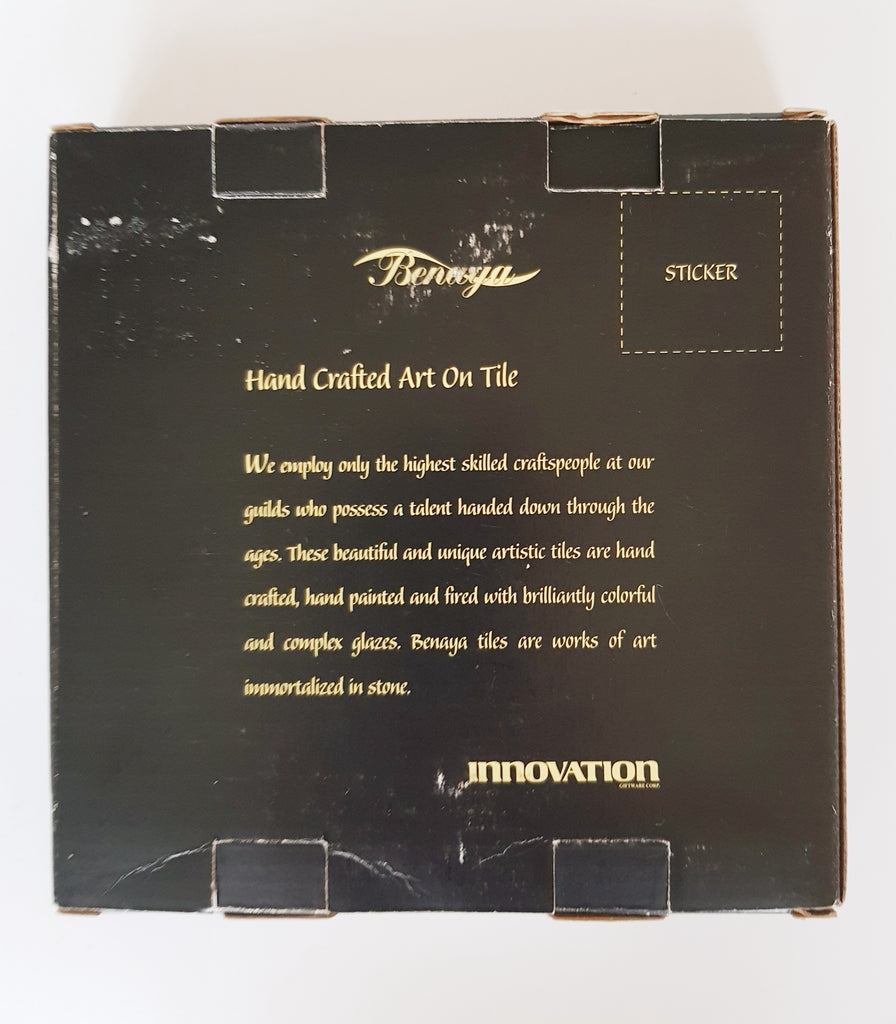 Benaya
STICKER
Hand Crafted Art On Tile
We employ only the highest skilled craftspeople at our
guilds who possess a talent handed down through the
ages. These beautiful and unique artistic tiles are hand
crafted, hand painted and fired with brilliantly colorful
and complex glazes. Benaya tiles are works of art
immortalized in stone.
INNOVATION
GIFTWARE CORP.